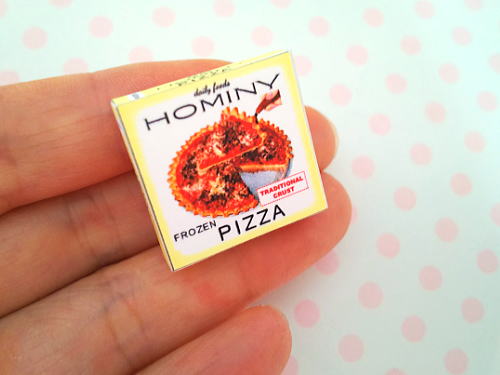 daily foods
HOMINY
TRADITIONAL
CRUST
FROZEN PIZZA